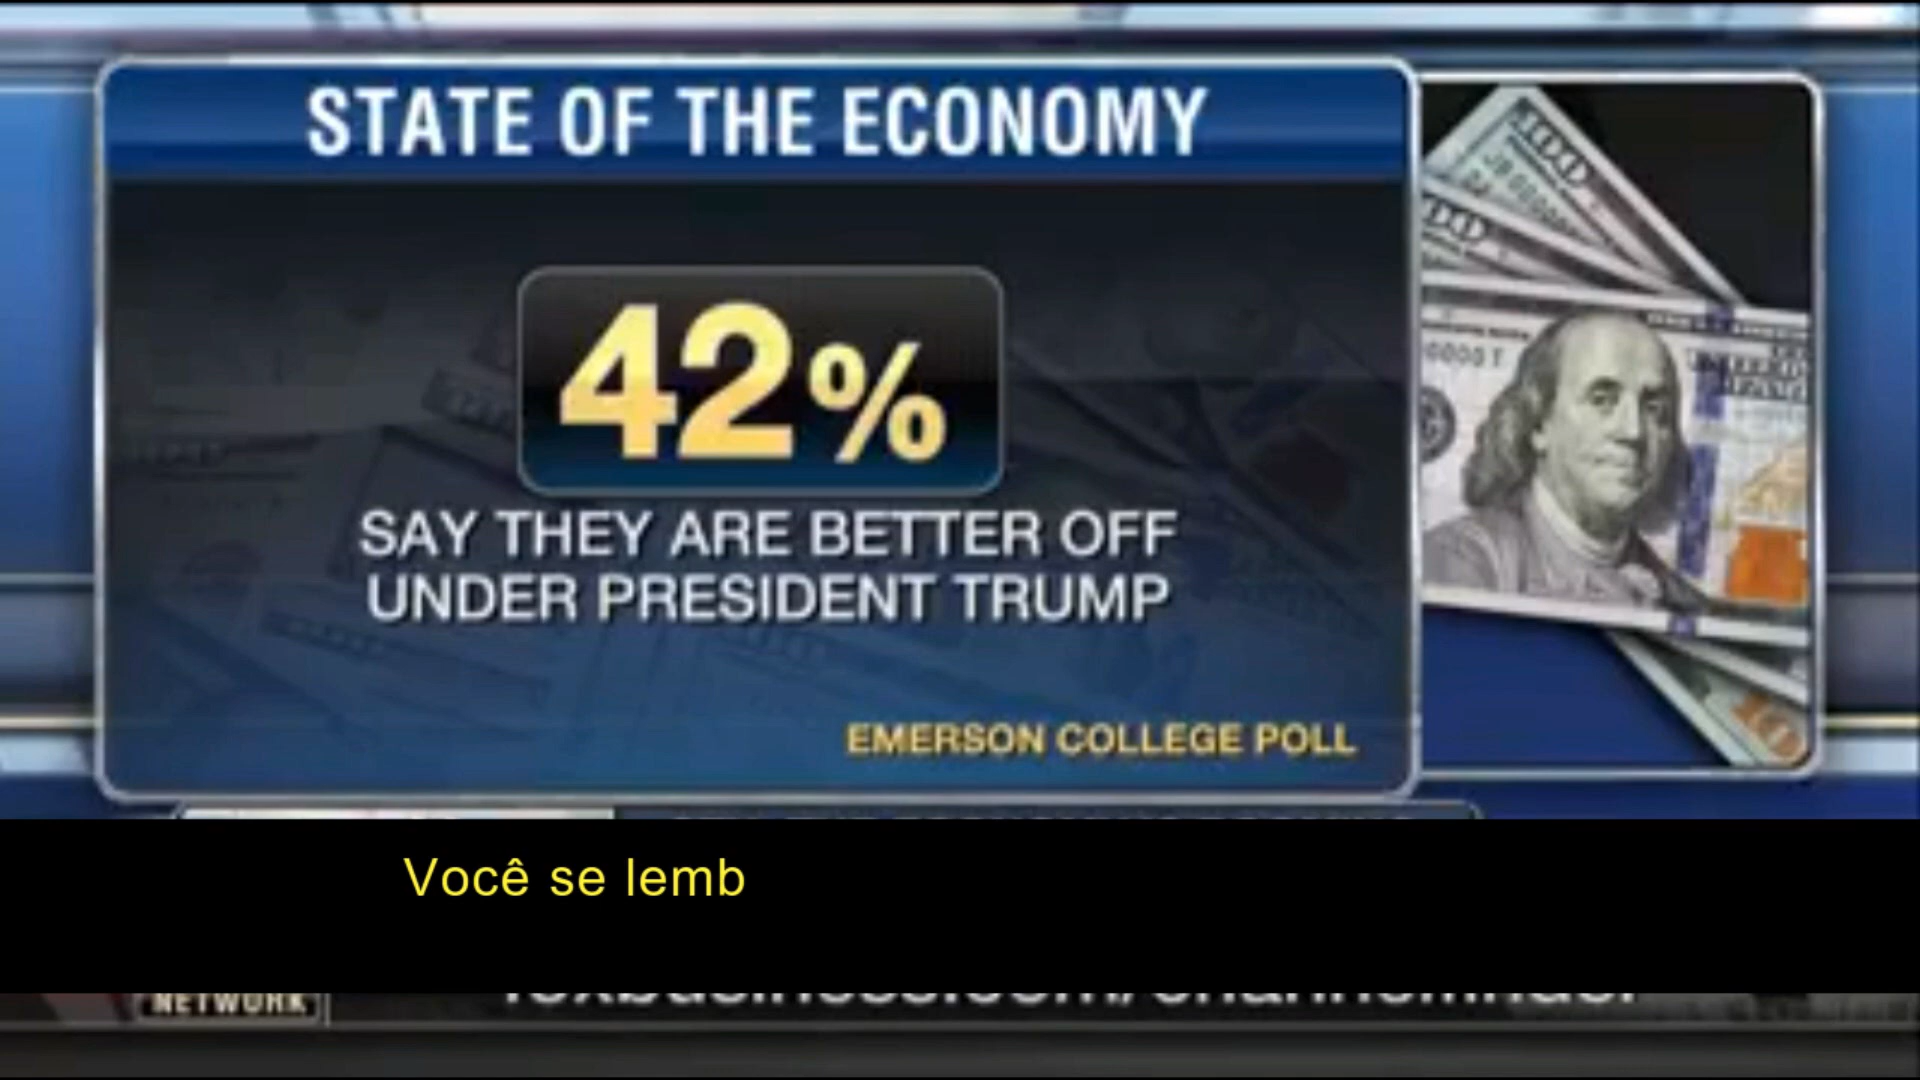 STATE OF THE ECONOMY
42%
SAY THEY ARE BETTER OFF
UNDER PRESIDENT TRUMP
EMERSON COLLEGE POLL
Você se lemb
NETWORK